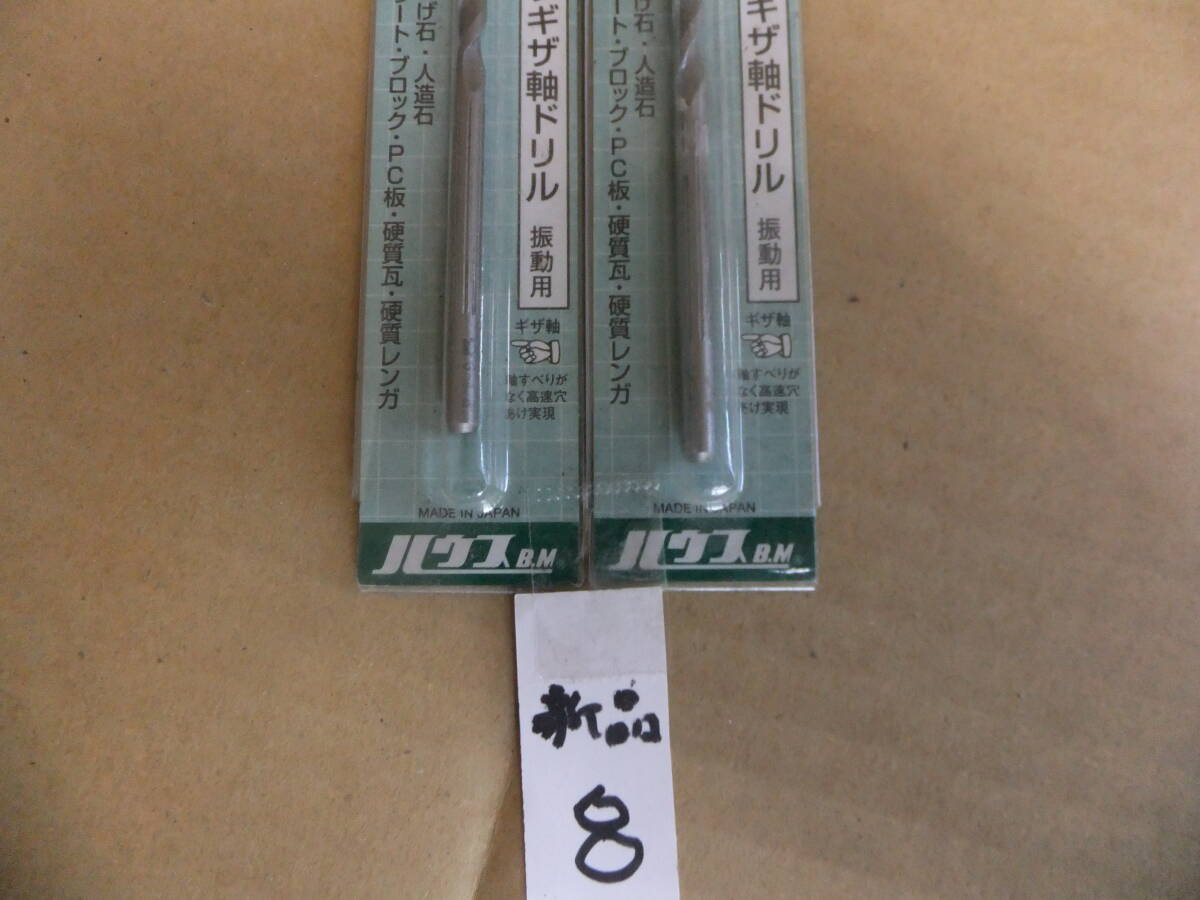 ギザ軸ドリル 振動用
げ石・人造石
ート・ブロック・PC板・硬質瓦・硬質レンガ
ギザ軸
軸すべりが
なく高速穴
あけ実現
MADE IN JAPAN
ハウスB.M
ギザ軸ドリル 振動用
げ石・人造石
ート・ブロック・PC板・硬質瓦・硬質レンガ
ギザ軸
軸すべりが
なく高速穴
あけ実現
MADE IN JAPAN
ハウスB.M
新品
8